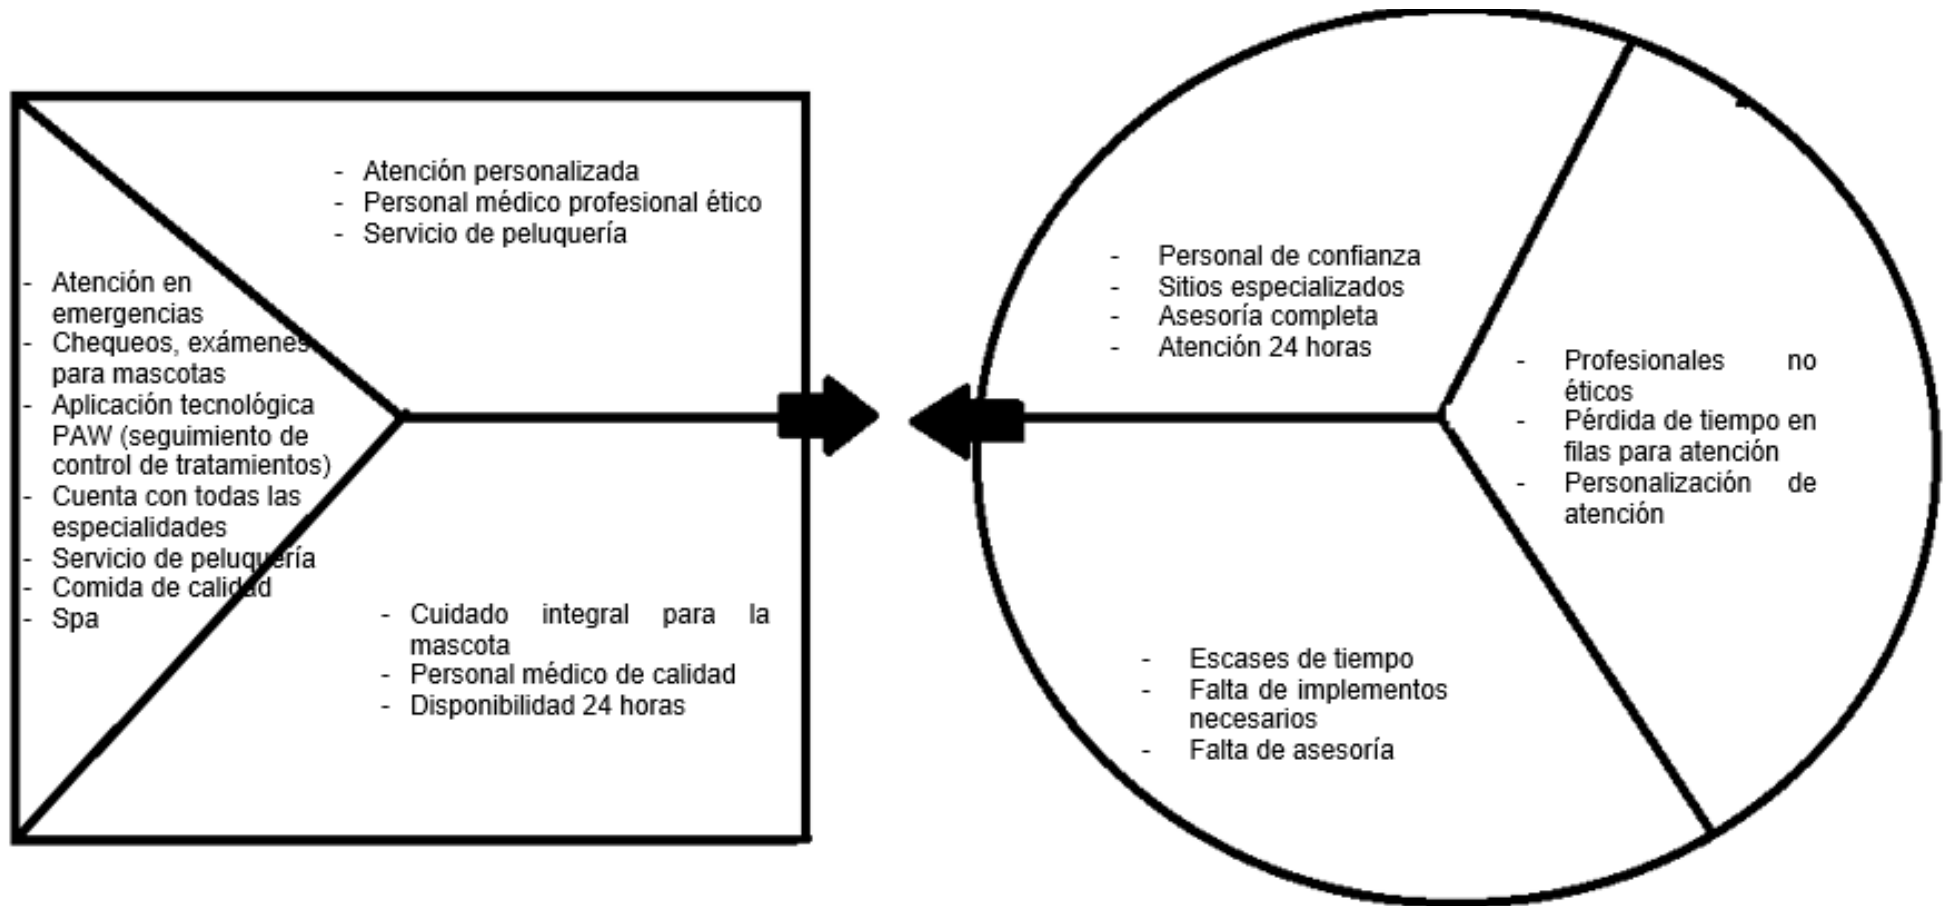 - Atención personalizada
- Personal médico profesional ético
- Servicio de peluquería
- Atención en
emergencias
- Chequeos, exámenes
para mascotas
- Aplicación tecnológica
PAW (seguimiento de
control de tratamientos)
- Cuenta con todas las
especialidades
- Servicio de peluquería
- Comida de calidad
- Spa
- Cuidado integral para la
mascota
- Personal médico de calidad
- Disponibilidad 24 horas
- Personal de confianza
- Sitios especializados
- Asesoría completa
- Atención 24 horas
- Profesionales no
éticos
- Pérdida de tiempo en
filas para atención
- Personalización de
atención
- Escases de tiempo
- Falta de implementos
necesarios
- Falta de asesoría